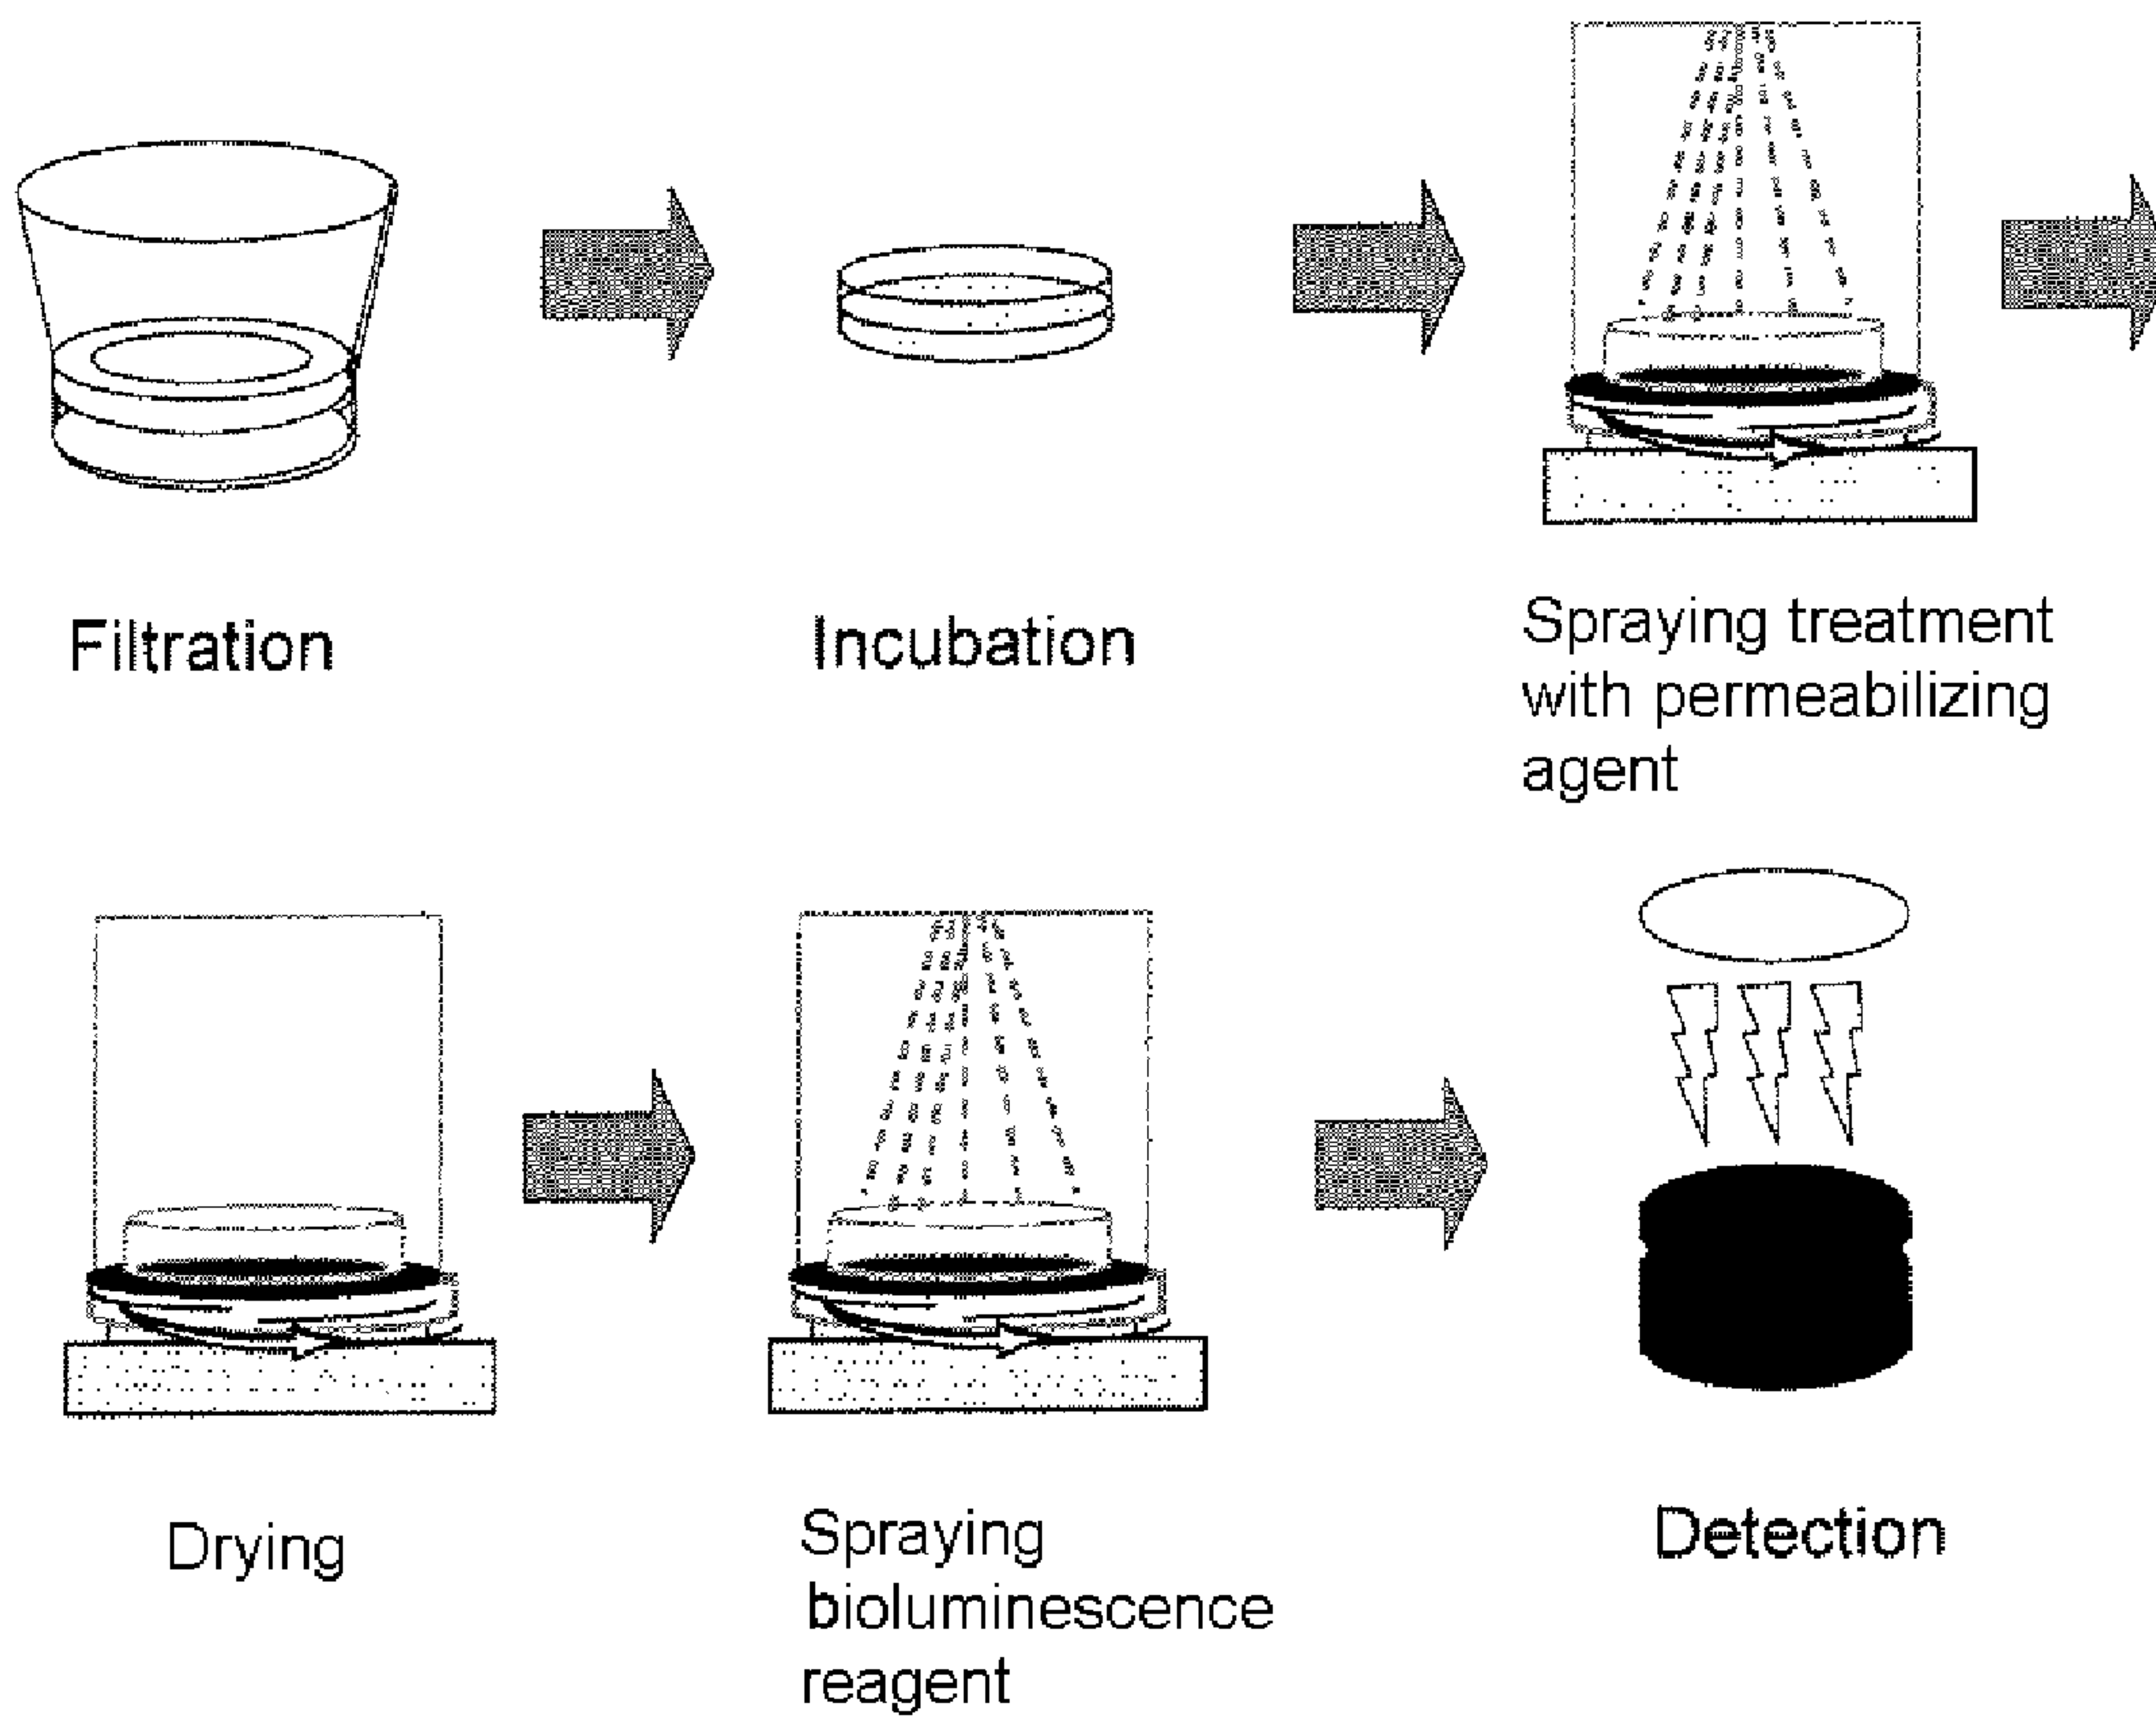 Filtration
Incubation
Spraying treatment
with permeabilizing
agent
Drying
Spraying
bioluminescence
reagent
Detection